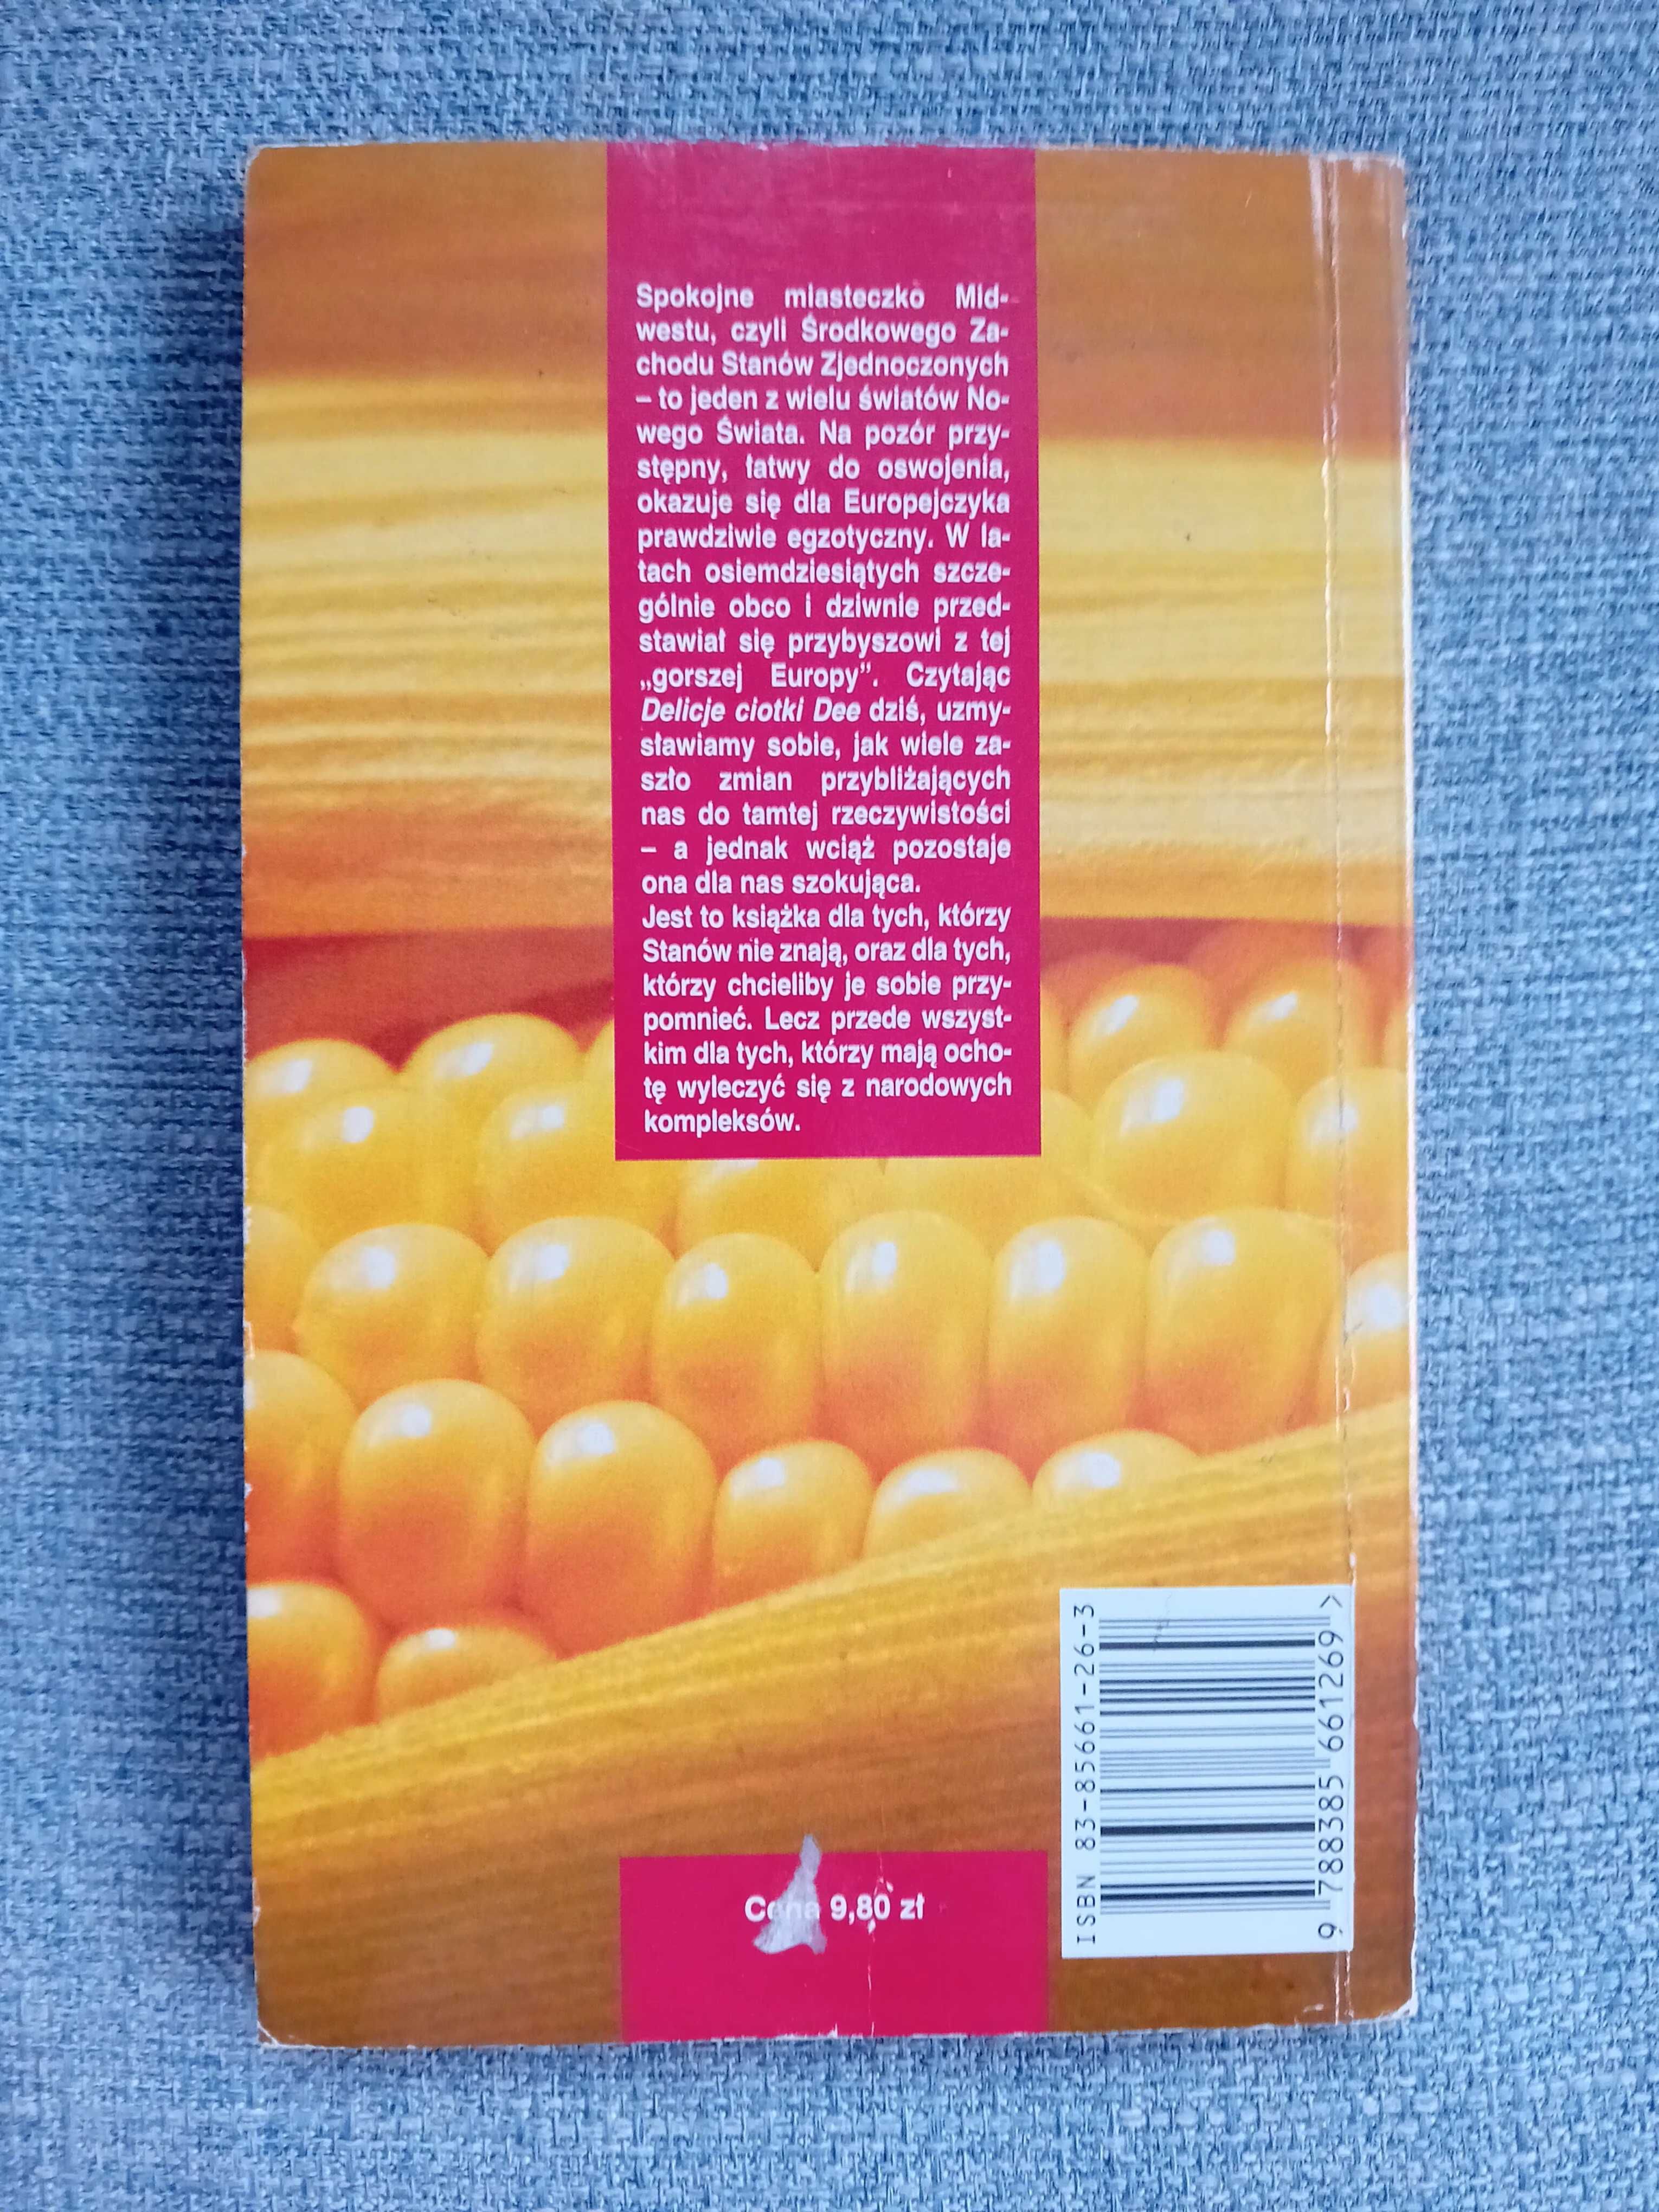 Spokojne miasteczko Mid-
westu, czyli Środkowego Za-
chodu Stanów Zjednoczonych
– to jeden z wielu światów No-
wego Świata. Na pozór przy-
stępny, łatwy do oswojenia,
okazuje się dla Europejczyka
prawdziwie egzotyczny. W la-
tach osiemdziesiątych szcze-
gólnie obco i dziwnie przed-
stawiał się przybyszowi z tej
„gorszej Europy”. Czytając
Delicje ciotki Dee dziś, uzmy-
sławiamy sobie, jak wiele za-
szło zmian przybliżających
nas do tamtej rzeczywistości
– a jednak wciąż pozostaje
ona dla nas szokująca.
Jest to książka dla tych, którzy
Stanów nie znają, oraz dla tych,
którzy chcieliby je sobie przy-
pomnieć. Lecz przede wszyst-
kim dla tych, którzy mają ocho-
tę wyleczyć się z narodowych
kompleksów.
Cena 9,80 zł
ISBN 83-85661-26-3
9 788385 661269 >